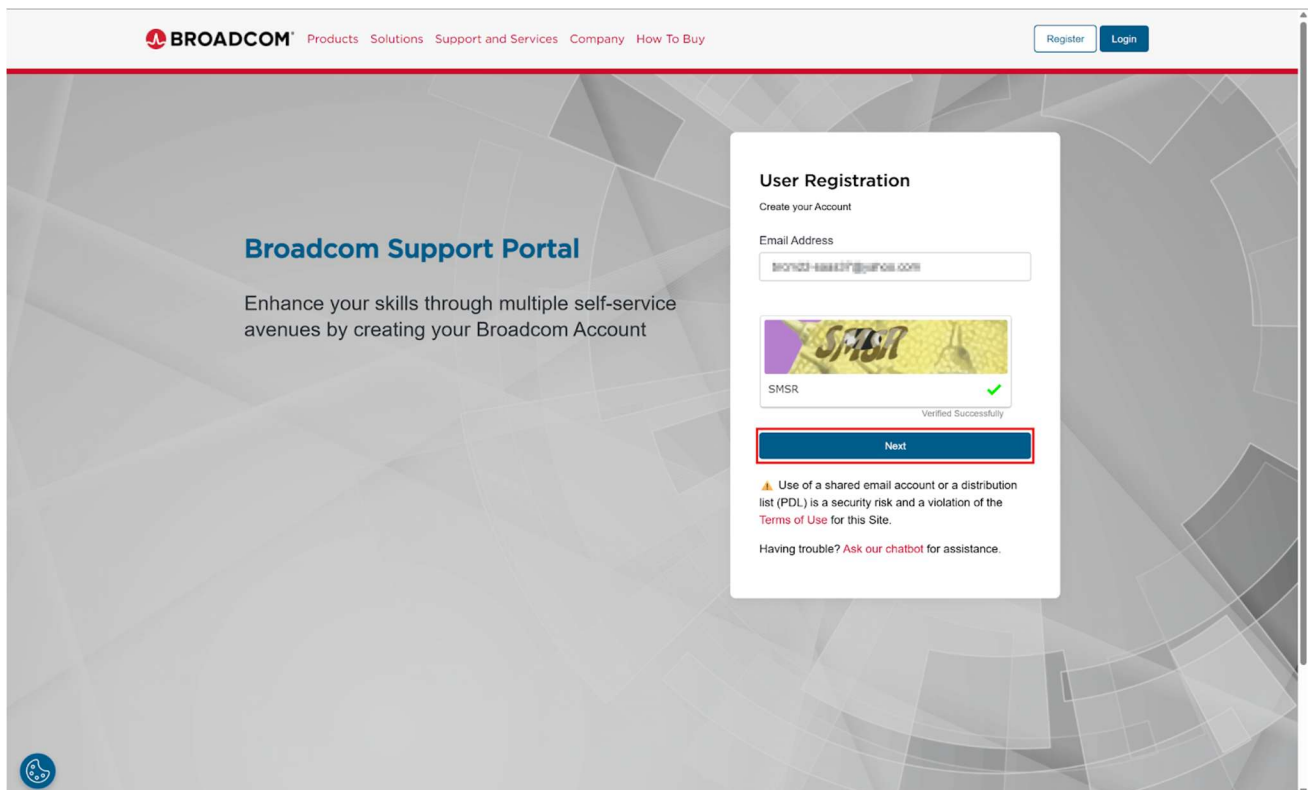 BROADCOM® Products Solutions Support and Services Company How To Buy Register Login
Broadcom Support Portal
Enhance your skills through multiple self-service
avenues by creating your Broadcom Account
User Registration
Create your Account
Email Address
SMSR
SMSR
Verified Successfully
Next
⚠ Use of a shared email account or a distribution
list (PDL) is a security risk and a violation of the
Terms of Use for this Site.
Having trouble? Ask our chatbot for assistance.